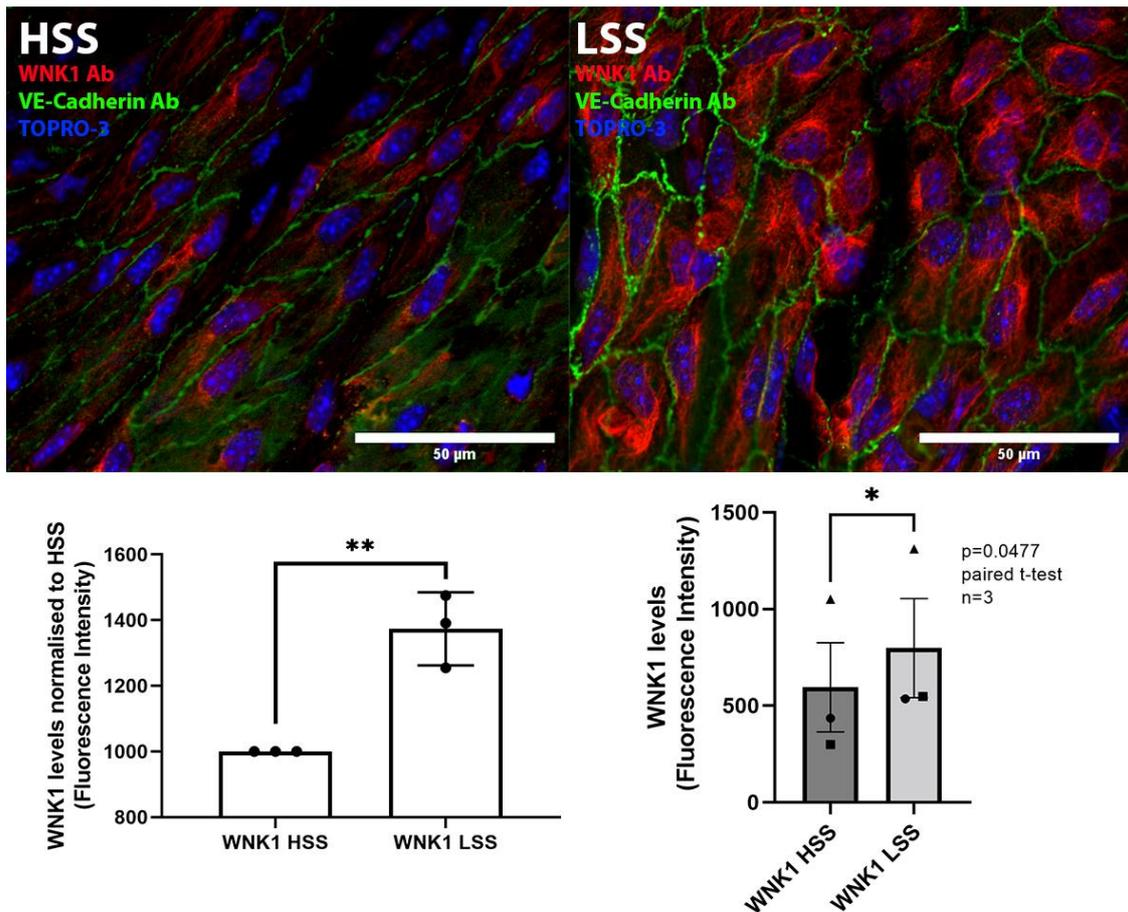 HSS
WNK1 Ab
VE-Cadherin Ab
TOPRO-3
50 µm
LSS
WNK1 Ab
VE-Cadherin Ab
TOPRO-3
50 µm
WNK1 levels normalised to HSS
(Fluorescence Intensity)
1600
1400
1200
1000
800
**
WNK1 HSS
WNK1 LSS
WNK1 levels
(Fluorescence Intensity)
1500
1000
500
0
*
p=0.0477
paired t-test
n=3
WNK1 HSS
WNK1 LSS